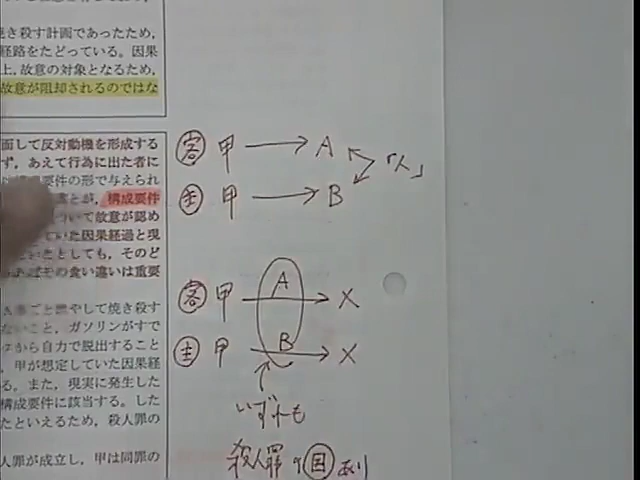 き殺す計画であったため,
経路をたどっている。因果
上, 故意の対象となるため,
故意が阻却されるのではな
面して反対動機を形成する
ず, あえて行為に出た者に
要件の形で与えられ
とが, 構成要件
ついて故意が認め
ていた因果経過と現
としても, そのど
ばその食い違いは重要
ごと燃やして焼き殺す
ないこと, ガソリンがすで
から自力で脱出すること
, 甲が想定していた因果経
る。また, 現実に発生した
構成要件に該当する。した
たといえるため, 殺人罪の
人罪が成立し, 甲は同罪の
客 甲 → A 「人」
主 甲 → B
客 甲 A → X
主 甲 B → X
いずれも
殺人罪の因あり